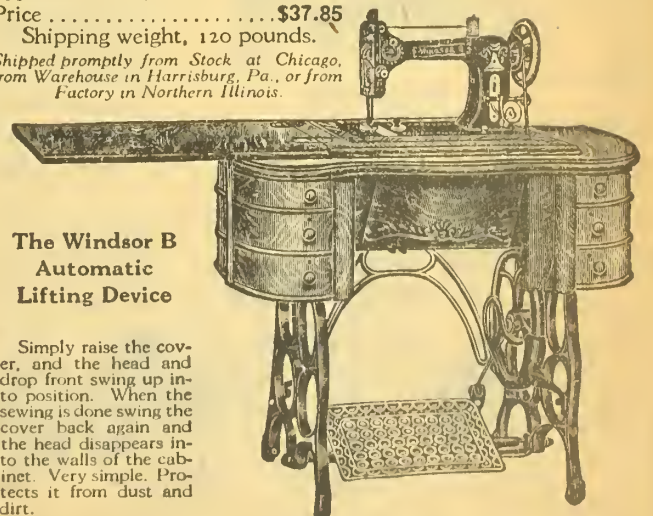 Price ........................$37.85
Shipping weight, 120 pounds.
Shipped promptly from Stock at Chicago,
from Warehouse in Harrisburg, Pa., or from
Factory in Northern Illinois.
WINDSOR
The Windsor B
Automatic
Lifting Device
Simply raise the cov-
er, and the head and
drop front swing up in-
to position. When the
sewing is done swing the
cover back again and
the head disappears in-
to the walls of the cab-
inet. Very simple. Pro-
tects it from dust and
dirt.